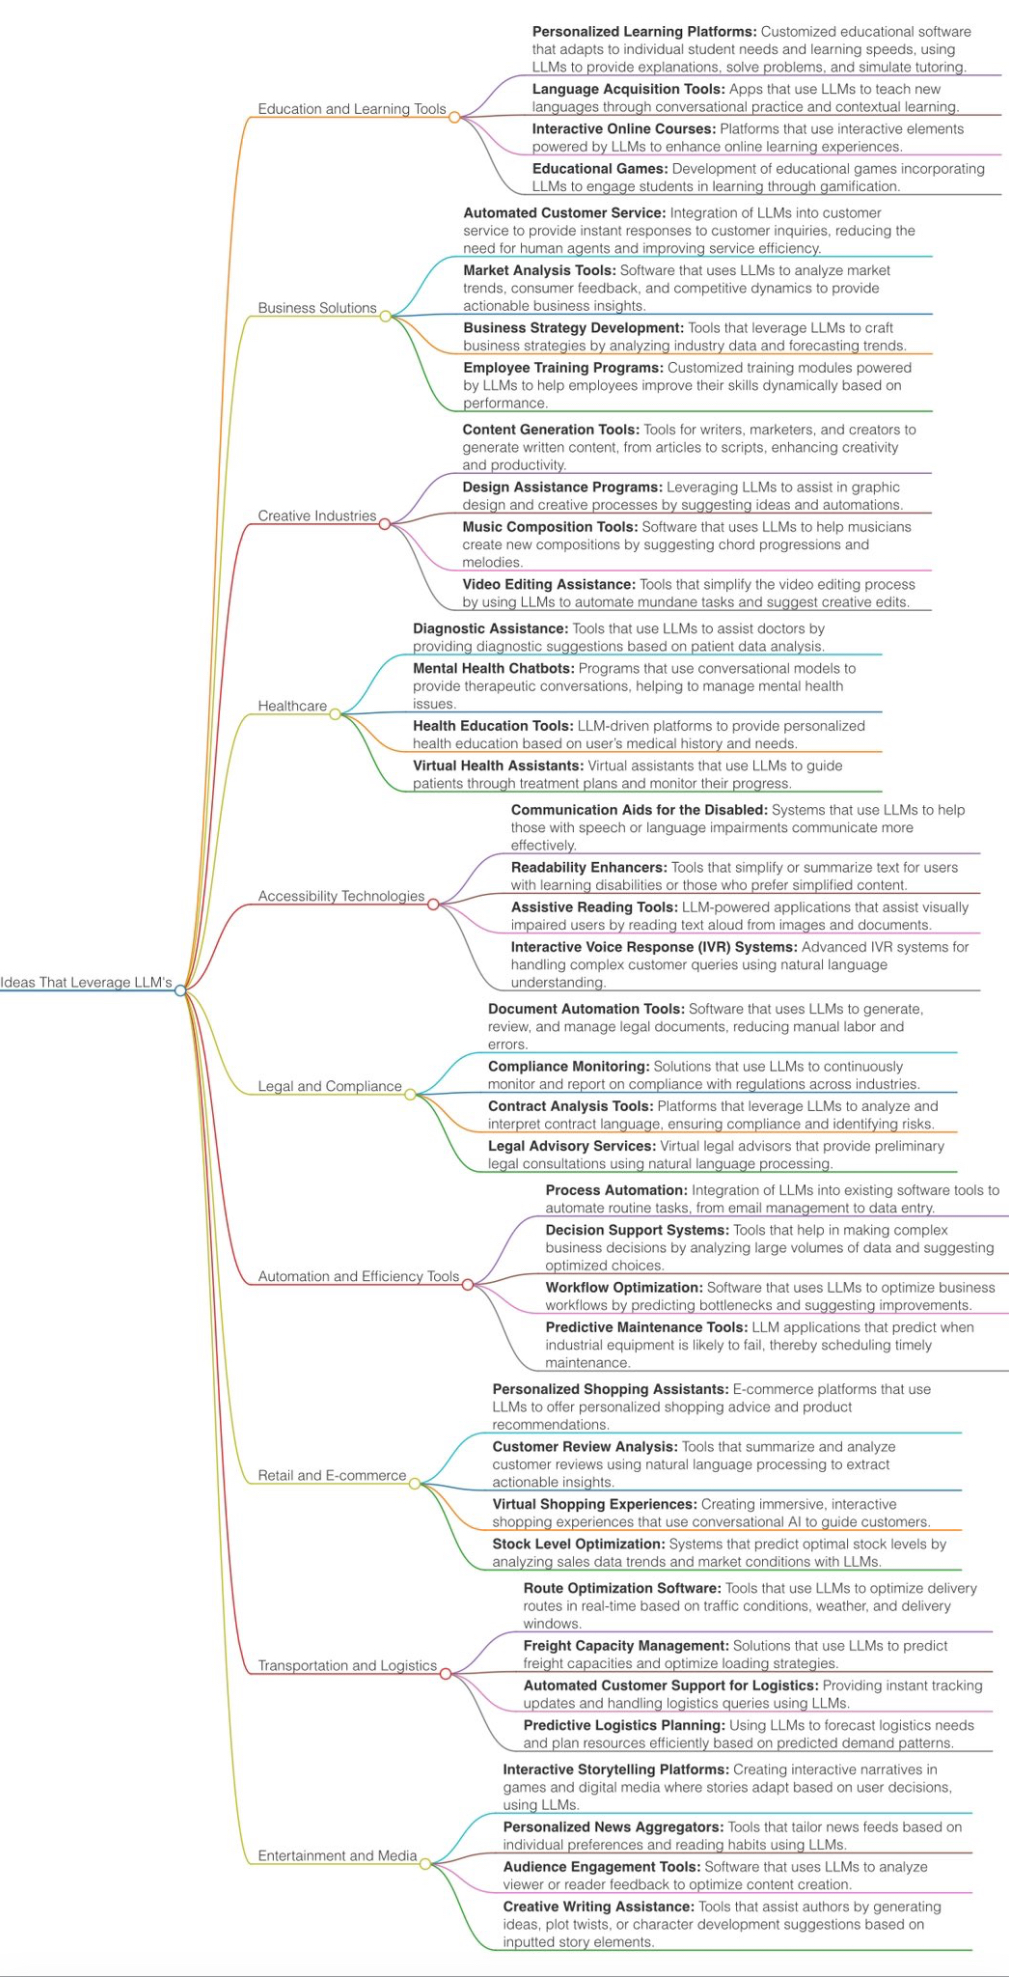 Ideas That Leverage LLM's
Education and Learning Tools
Personalized Learning Platforms: Customized educational software
that adapts to individual student needs and learning speeds, using
LLMs to provide explanations, solve problems, and simulate tutoring.
Language Acquisition Tools: Apps that use LLMs to teach new
languages through conversational practice and contextual learning.
Interactive Online Courses: Platforms that use interactive elements
powered by LLMs to enhance online learning experiences.
Educational Games: Development of educational games incorporating
LLMs to engage students in learning through gamification.
Business Solutions
Automated Customer Service: Integration of LLMs into customer
service to provide instant responses to customer inquiries, reducing the
need for human agents and improving service efficiency.
Market Analysis Tools: Software that uses LLMs to analyze market
trends, consumer feedback, and competitive dynamics to provide
actionable business insights.
Business Strategy Development: Tools that leverage LLMs to craft
business strategies by analyzing industry data and forecasting trends.
Employee Training Programs: Customized training modules powered
by LLMs to help employees improve their skills dynamically based on
performance.
Creative Industries
Content Generation Tools: Tools for writers, marketers, and creators to
generate written content, from articles to scripts, enhancing creativity
and productivity.
Design Assistance Programs: Leveraging LLMs to assist in graphic
design and creative processes by suggesting ideas and automations.
Music Composition Tools: Software that uses LLMs to help musicians
create new compositions by suggesting chord progressions and
melodies.
Video Editing Assistance: Tools that simplify the video editing process
by using LLMs to automate mundane tasks and suggest creative edits.
Healthcare
Diagnostic Assistance: Tools that use LLMs to assist doctors by
providing diagnostic suggestions based on patient data analysis.
Mental Health Chatbots: Programs that use conversational models to
provide therapeutic conversations, helping to manage mental health
issues.
Health Education Tools: LLM-driven platforms to provide personalized
health education based on user's medical history and needs.
Virtual Health Assistants: Virtual assistants that use LLMs to guide
patients through treatment plans and monitor their progress.
Accessibility Technologies
Communication Aids for the Disabled: Systems that use LLMs to help
those with speech or language impairments communicate more
effectively.
Readability Enhancers: Tools that simplify or summarize text for users
with learning disabilities or those who prefer simplified content.
Assistive Reading Tools: LLM-powered applications that assist visually
impaired users by reading text aloud from images and documents.
Interactive Voice Response (IVR) Systems: Advanced IVR systems for
handling complex customer queries using natural language
understanding.
Legal and Compliance
Document Automation Tools: Software that uses LLMs to generate,
review, and manage legal documents, reducing manual labor and
errors.
Compliance Monitoring: Solutions that use LLMs to continuously
monitor and report on compliance with regulations across industries.
Contract Analysis Tools: Platforms that leverage LLMs to analyze and
interpret contract language, ensuring compliance and identifying risks.
Legal Advisory Services: Virtual legal advisors that provide preliminary
legal consultations using natural language processing.
Automation and Efficiency Tools
Process Automation: Integration of LLMs into existing software tools to
automate routine tasks, from email management to data entry.
Decision Support Systems: Tools that help in making complex
business decisions by analyzing large volumes of data and suggesting
optimized choices.
Workflow Optimization: Software that uses LLMs to optimize business
workflows by predicting bottlenecks and suggesting improvements.
Predictive Maintenance Tools: LLM applications that predict when
industrial equipment is likely to fail, thereby scheduling timely
maintenance.
Retail and E-commerce
Personalized Shopping Assistants: E-commerce platforms that use
LLMs to offer personalized shopping advice and product
recommendations.
Customer Review Analysis: Tools that summarize and analyze
customer reviews using natural language processing to extract
actionable insights.
Virtual Shopping Experiences: Creating immersive, interactive
shopping experiences that use conversational AI to guide customers.
Stock Level Optimization: Systems that predict optimal stock levels by
analyzing sales data trends and market conditions with LLMs.
Transportation and Logistics
Route Optimization Software: Tools that use LLMs to optimize delivery
routes in real-time based on traffic conditions, weather, and delivery
windows.
Freight Capacity Management: Solutions that use LLMs to predict
freight capacities and optimize loading strategies.
Automated Customer Support for Logistics: Providing instant tracking
updates and handling logistics queries using LLMs.
Predictive Logistics Planning: Using LLMs to forecast logistics needs
and plan resources efficiently based on predicted demand patterns.
Entertainment and Media
Interactive Storytelling Platforms: Creating interactive narratives in
games and digital media where stories adapt based on user decisions,
using LLMs.
Personalized News Aggregators: Tools that tailor news feeds based on
individual preferences and reading habits using LLMs.
Audience Engagement Tools: Software that uses LLMs to analyze
viewer or reader feedback to optimize content creation.
Creative Writing Assistance: Tools that assist authors by generating
ideas, plot twists, or character development suggestions based on
inputted story elements.